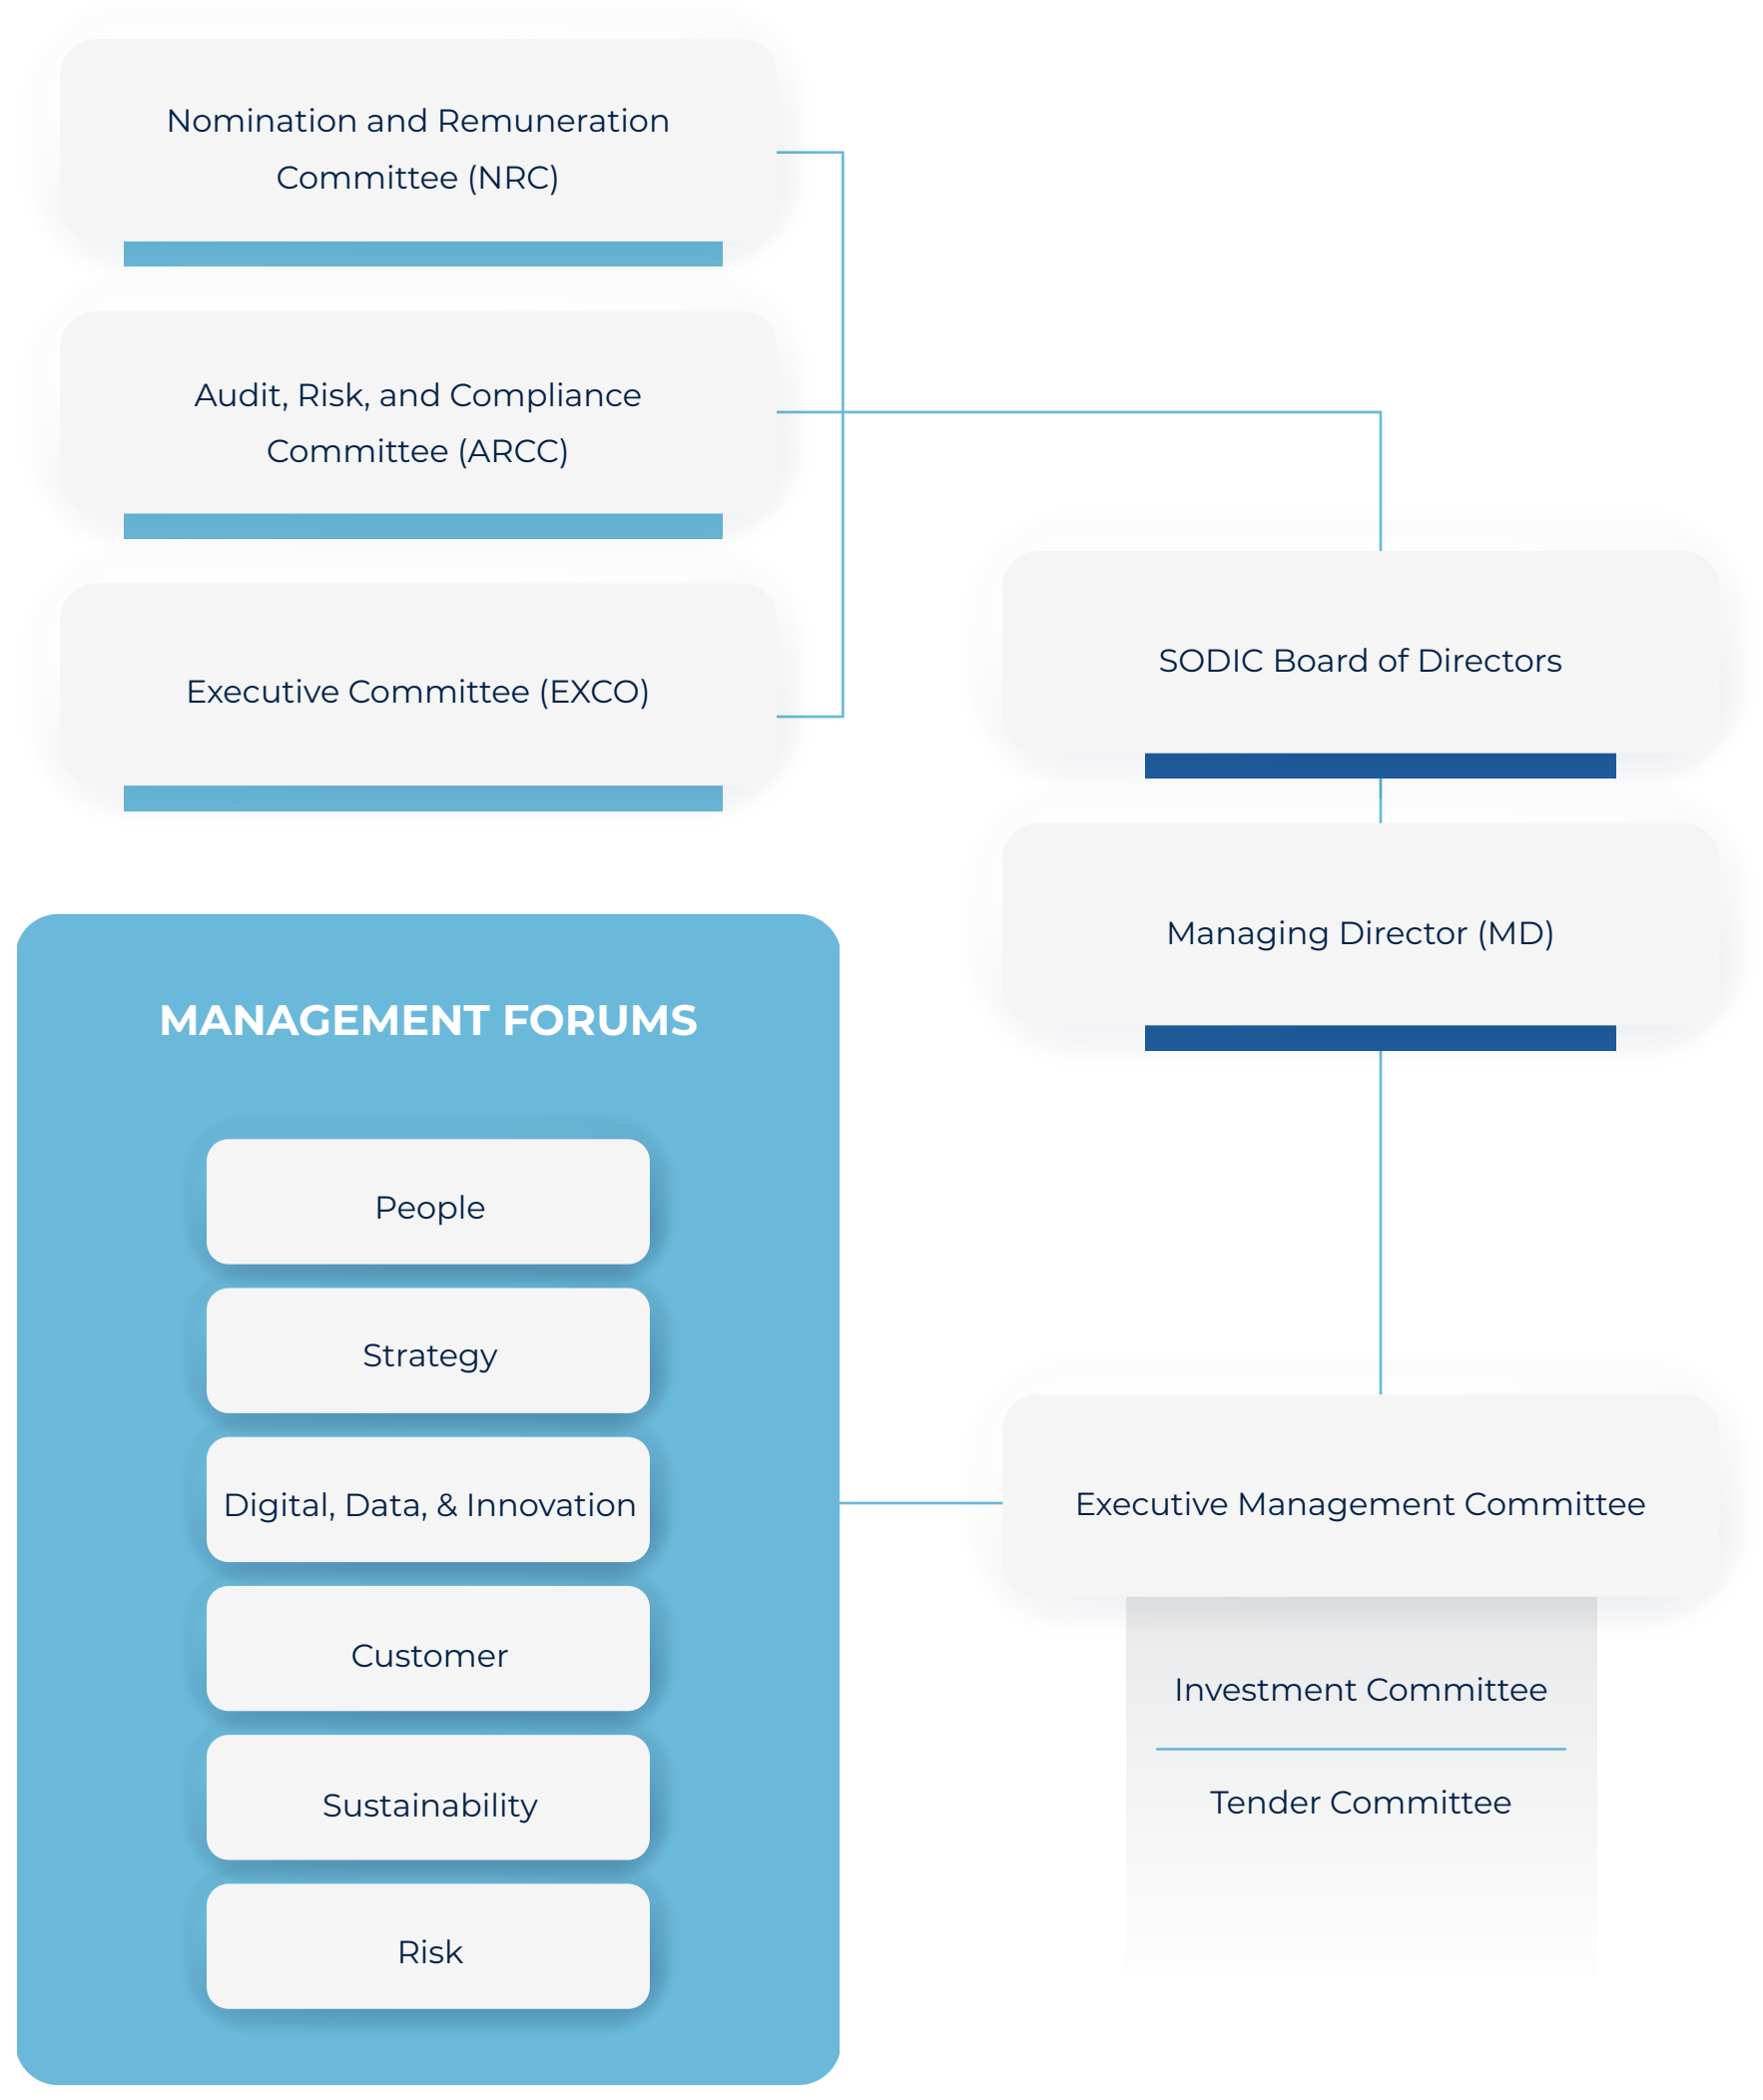 Nomination and Remuneration
Committee (NRC)
Audit, Risk, and Compliance
Committee (ARCC)
Executive Committee (EXCO)
SODIC Board of Directors
Managing Director (MD)
MANAGEMENT FORUMS
People
Strategy
Digital, Data, & Innovation
Customer
Sustainability
Risk
Executive Management Committee
Investment Committee
Tender Committee